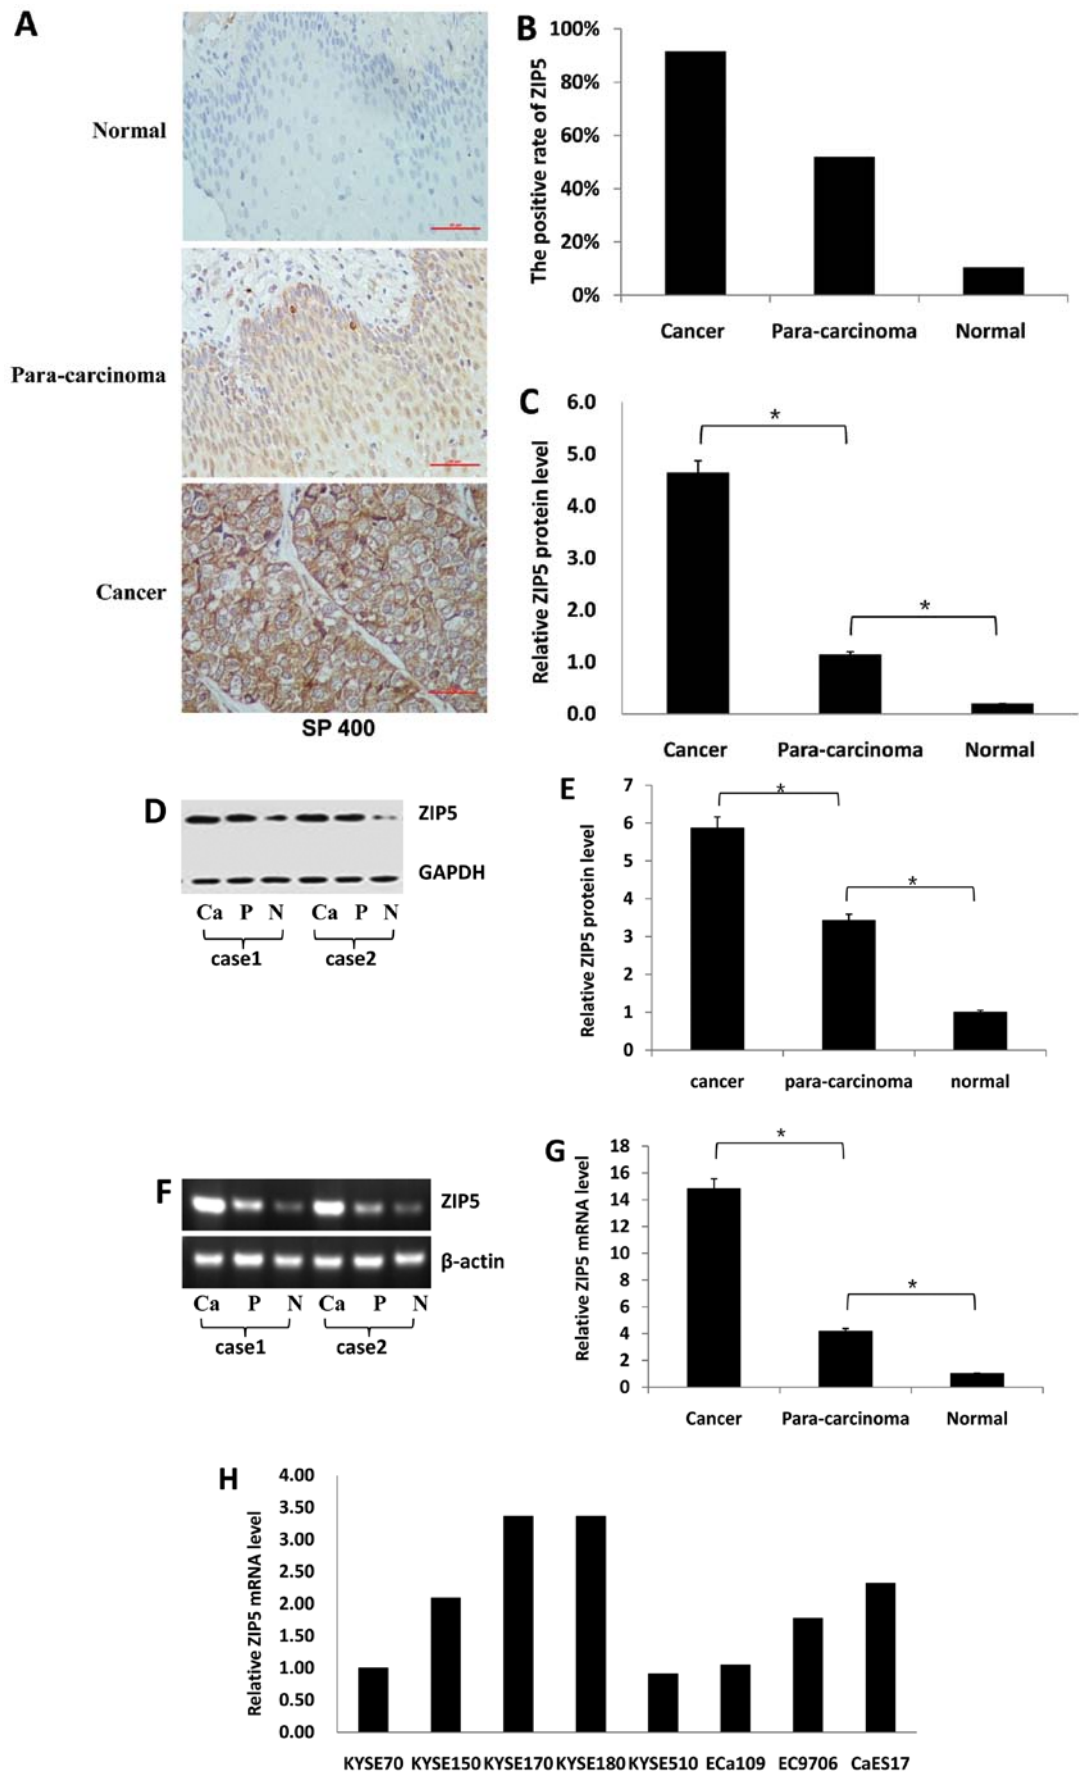 A
Normal
Para-carcinoma
Cancer
SP 400
B
The positive rate of ZIP5
100%
80%
60%
40%
20%
0%
Cancer Para-carcinoma Normal
C
Relative ZIP5 protein level
6.0
5.0
4.0
3.0
2.0
1.0
0.0
*
*
Cancer Para-carcinoma Normal
D
ZIP5
GAPDH
Ca P N Ca P N
case1 case2
E
Relative ZIP5 protein level
7
6
5
4
3
2
1
0
*
*
cancer para-carcinoma normal
F
ZIP5
β-actin
Ca P N Ca P N
case1 case2
G
Relative ZIP5 mRNA level
18
16
14
12
10
8
6
4
2
0
*
*
Cancer Para-carcinoma Normal
H
Relative ZIP5 mRNA level
4.00
3.50
3.00
2.50
2.00
1.50
1.00
0.50
0.00
KYSE70 KYSE150 KYSE170 KYSE180 KYSE510 ECa109 EC9706 CaES17